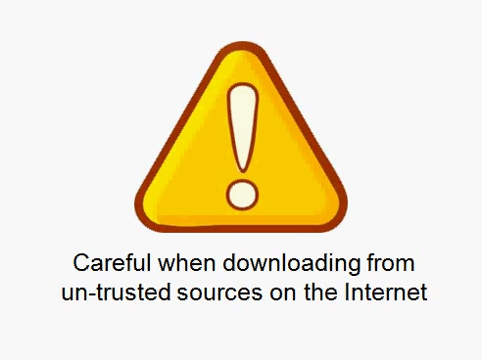 Careful when downloading from
un-trusted sources on the Internet